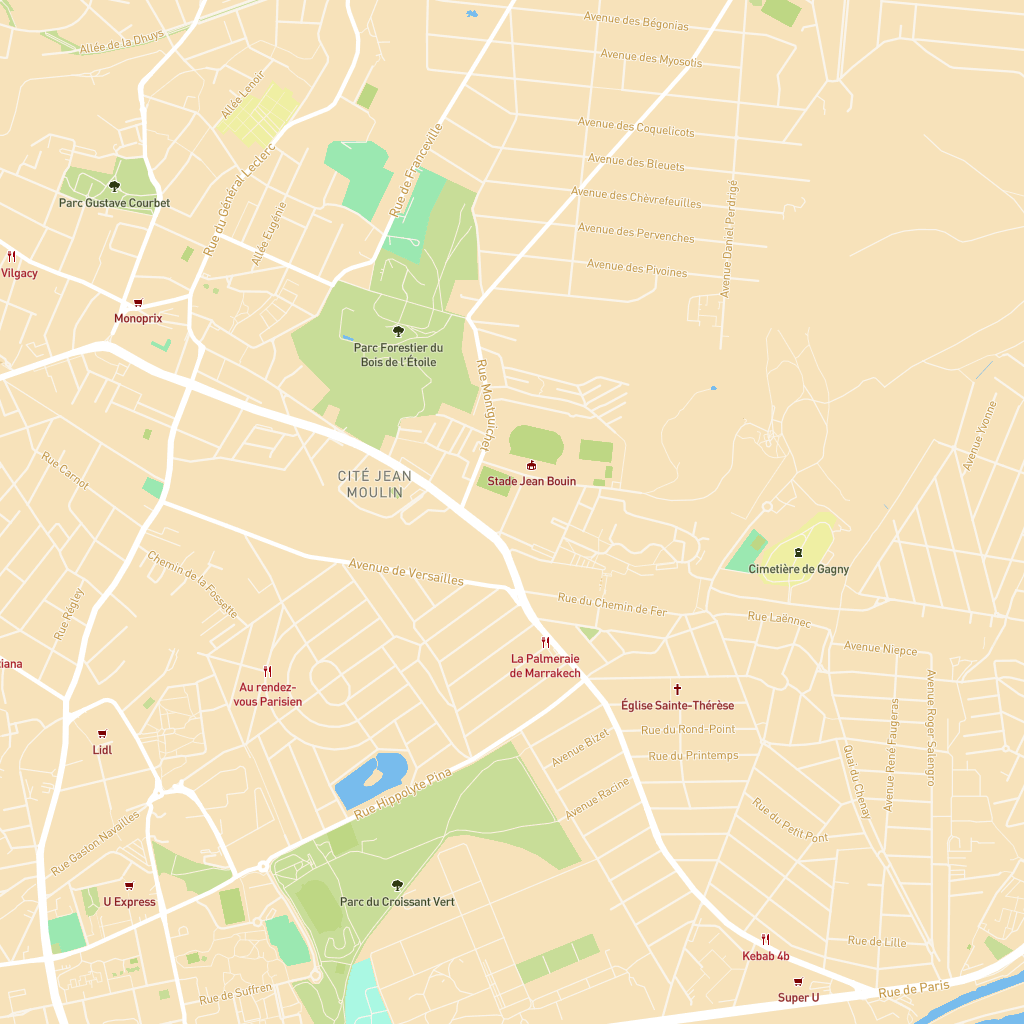 Avenue des Bégonias
Allée de la Dhuys
Avenue des Myosotis
Allée Lenoir
Avenue des Coquelicots
Rue de Franceville
Avenue des Bleuets
Rue du Général Leclerc
Parc Gustave Courbet
Avenue des Chèvrefeuilles
Allée Eugénie
Avenue Daniel Perdrigé
Avenue des Pervenches
Vilgacy
Avenue des Pivoines
Monoprix
Parc Forestier du
Bois de l'Étoile
Rue Montguichet
Avenue Yvonne
Rue Carnot
CITÉ JEAN
MOULIN
Stade Jean Bouin
Avenue de Versailles
Cimetière de Gagny
Chemin de la Fossette
Rue Régley
Rue du Chemin de Fer
Rue Laënnec
Avenue Niepce
ziana
La Palmeraie
de Marrakech
Au rendez-
vous Parisien
Église Sainte-Thérèse
Avenue Roger Salengro
Rue du Rond-Point
Avenue René Faugeras
Lidl
Avenue Bizet
Rue du Printemps
Quai du Chenay
Rue Hippolyte Pina
Avenue Racine
Rue du Petit Pont
Rue Gaston Navailles
U Express
Parc du Croissant Vert
Rue de Lille
Kebab 4b
Rue de Suffren
Super U
Rue de Paris